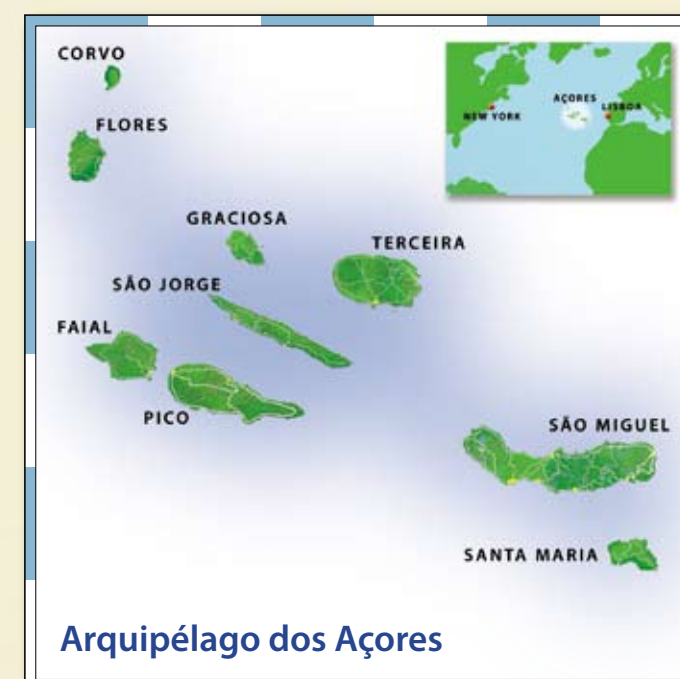 CORVO
FLORES
AÇORES
LISBOA
NEW YORK
GRACIOSA
TERCEIRA
SÃO JORGE
FAIAL
PICO
SÃO MIGUEL
SANTA MARIA
Arquipélago dos Açores